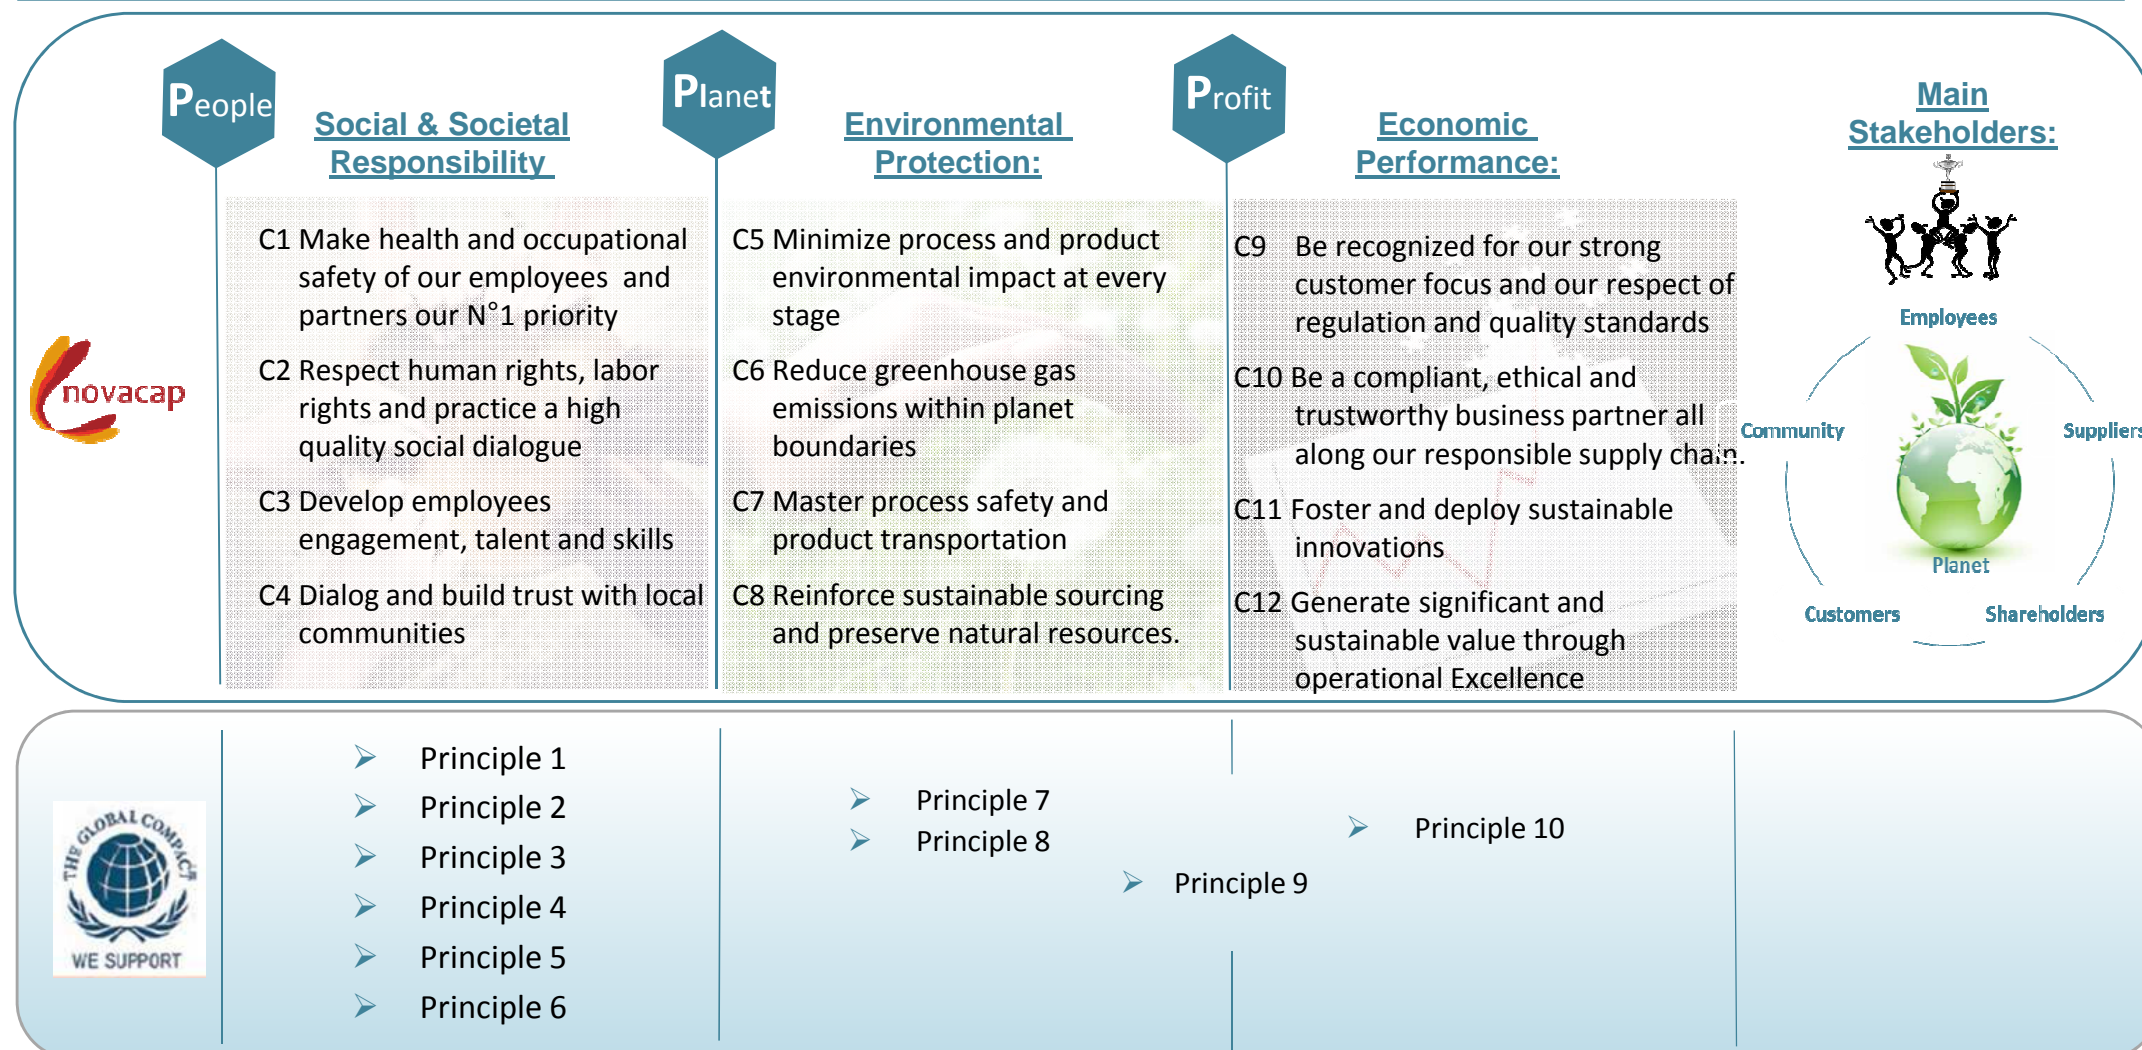 People
Social & Societal
Responsibility
C1 Make health and occupational
safety of our employees and
partners our N°1 priority
C2 Respect human rights, labor
rights and practice a high
quality social dialogue
C3 Develop employees
engagement, talent and skills
C4 Dialog and build trust with local
communities
Planet
Environmental
Protection:
C5 Minimize process and product
environmental impact at every
stage
C6 Reduce greenhouse gas
emissions within planet
boundaries
C7 Master process safety and
product transportation
C8 Reinforce sustainable sourcing
and preserve natural resources.
Profit
Economic
Performance:
C9 Be recognized for our strong
customer focus and our respect of
regulation and quality standards
C10 Be a compliant, ethical and
trustworthy business partner all
along our responsible supply chain.
C11 Foster and deploy sustainable
innovations
C12 Generate significant and
sustainable value through
operational Excellence
Main
Stakeholders:
Employees
Community
Suppliers
Planet
Customers
Shareholders
novacap
THE GLOBAL COMPACT
WE SUPPORT
Principle 1
Principle 2
Principle 3
Principle 4
Principle 5
Principle 6
Principle 7
Principle 8
Principle 9
Principle 10